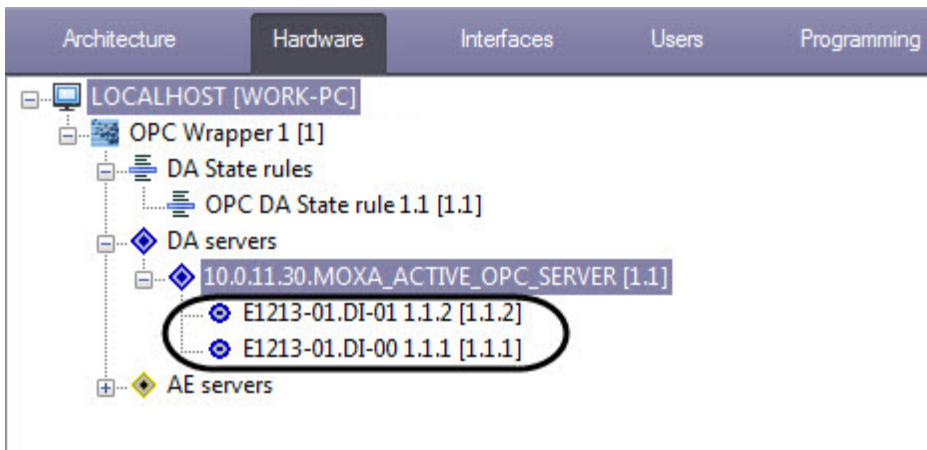 Architecture Hardware Interfaces Users Programming
LOCALHOST [WORK-PC]
OPC Wrapper 1 [1]
DA State rules
OPC DA State rule 1.1 [1.1]
DA servers
10.0.11.30.MOXA_ACTIVE_OPC_SERVER [1.1]
E1213-01.DI-01 1.1.2 [1.1.2]
E1213-01.DI-00 1.1.1 [1.1.1]
AE servers